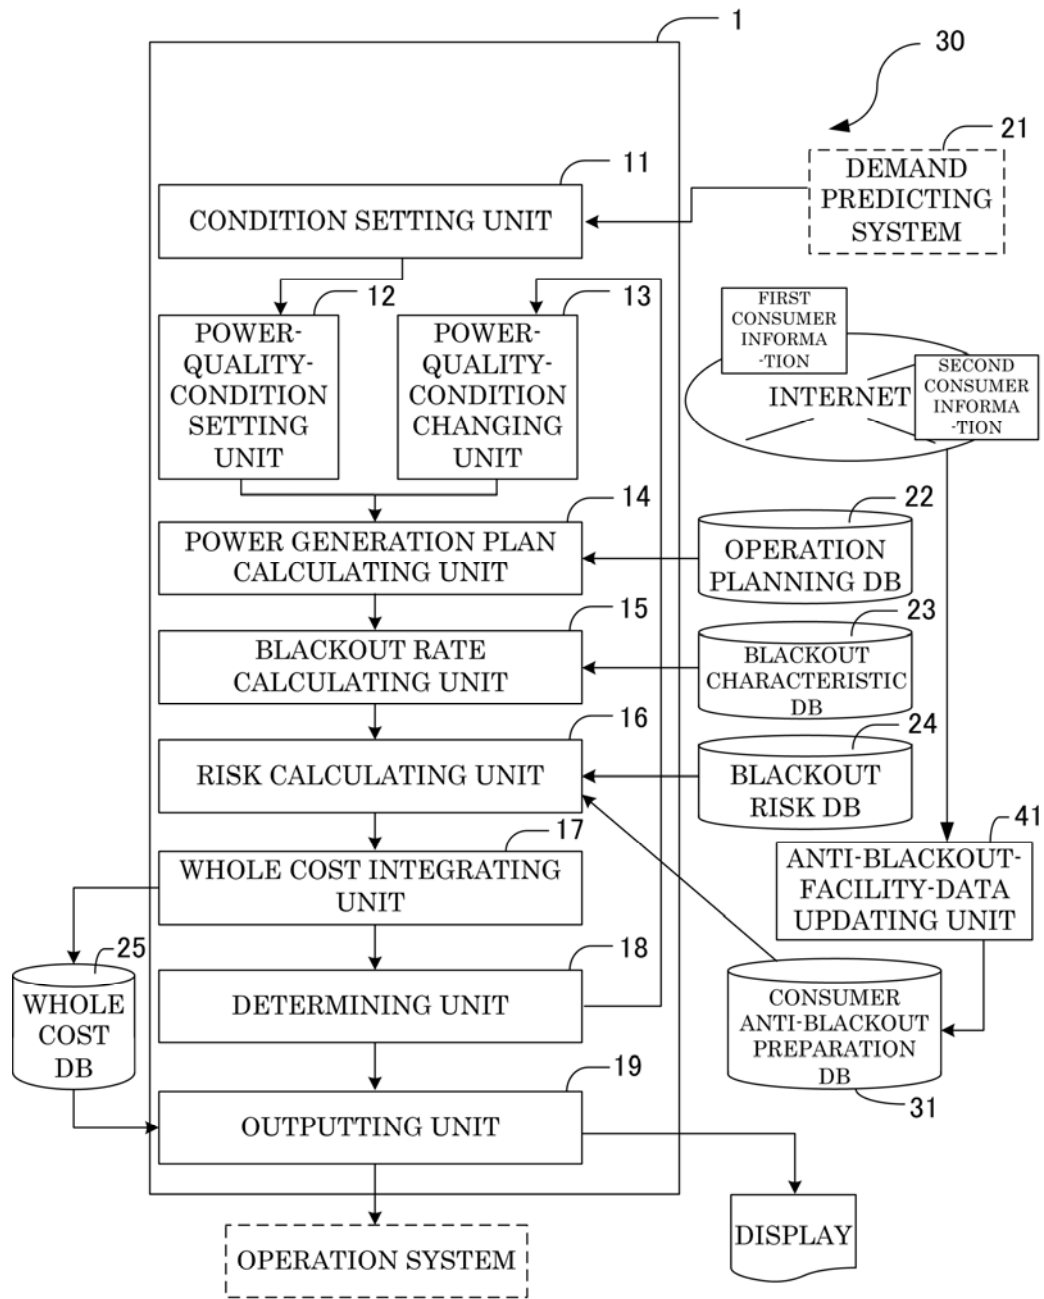 1
30
21
DEMAND
PREDICTING
SYSTEM
11
CONDITION SETTING UNIT
12
POWER-
QUALITY-
CONDITION
SETTING
UNIT
13
POWER-
QUALITY-
CONDITION
CHANGING
UNIT
FIRST
CONSUMER
INFORMA
-TION
INTERNET
SECOND
CONSUMER
INFORMA
-TION
14
POWER GENERATION PLAN
CALCULATING UNIT
22
OPERATION
PLANNING DB
15
BLACKOUT RATE
CALCULATING UNIT
23
BLACKOUT
CHARACTERISTIC
DB
16
RISK CALCULATING UNIT
24
BLACKOUT
RISK DB
17
WHOLE COST INTEGRATING
UNIT
41
ANTI-BLACKOUT-
FACILITY-DATA
UPDATING UNIT
25
WHOLE
COST
DB
18
DETERMINING UNIT
CONSUMER
ANTI-BLACKOUT
PREPARATION
DB
31
19
OUTPUTTING UNIT
OPERATION SYSTEM
DISPLAY